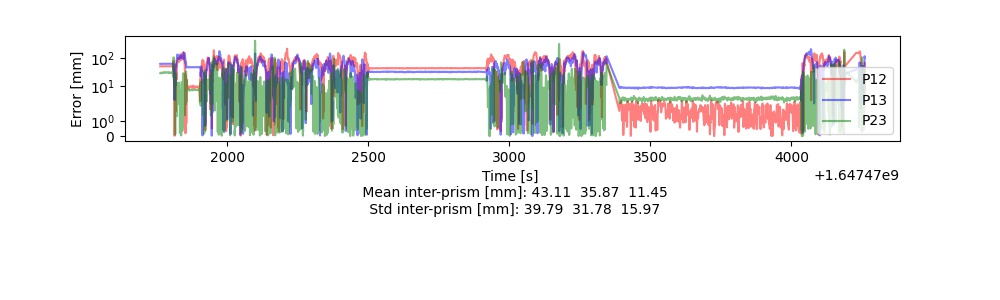 Error [mm]
10²
10¹
10⁰
0
P12
P13
P23
2000 2500 3000 3500 4000
Time [s]
+1.64747e9
Mean inter-prism [mm]: 43.11 35.87 11.45
Std inter-prism [mm]: 39.79 31.78 15.97